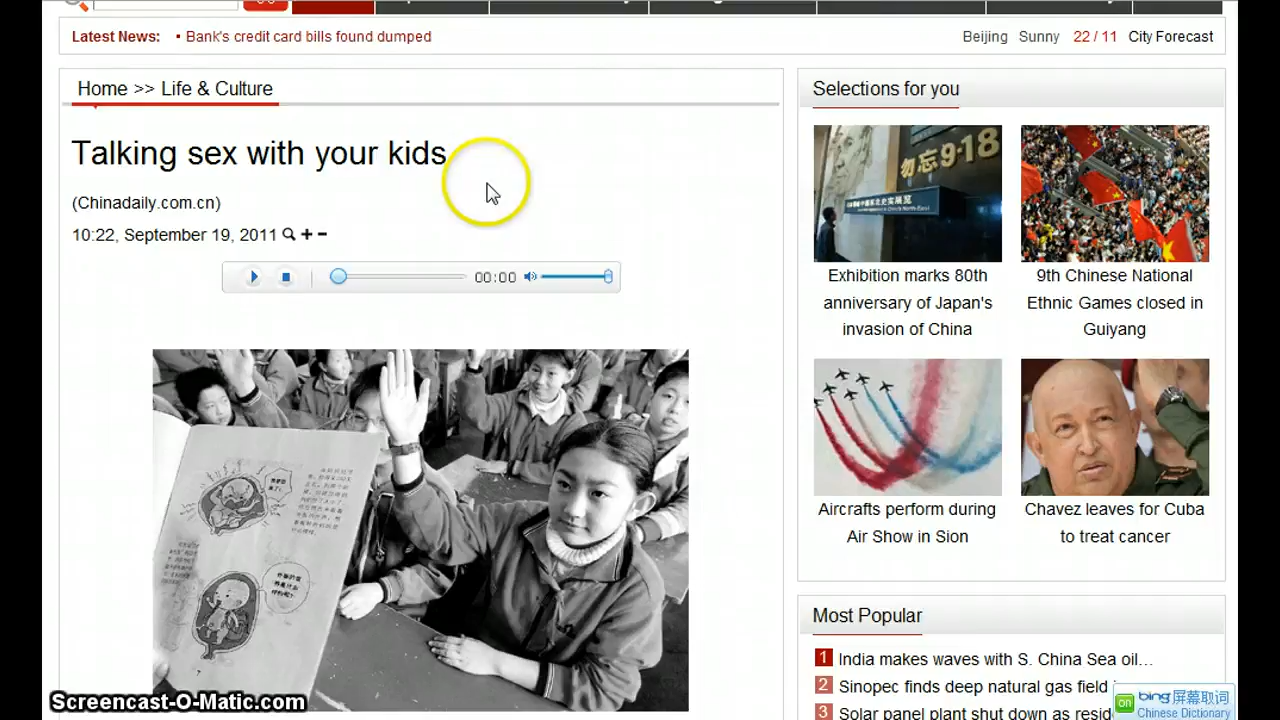 Latest News: • Bank's credit card bills found dumped
Beijing Sunny 22 / 11 City Forecast
Home >> Life & Culture
Talking sex with your kids
(Chinadaily.com.cn)
10:22, September 19, 2011
00:00
Selections for you
勿忘9·18
Exhibition marks 80th
anniversary of Japan's
invasion of China
9th Chinese National
Ethnic Games closed in
Guiyang
Aircrafts perform during
Air Show in Sion
Chavez leaves for Cuba
to treat cancer
Most Popular
1 India makes waves with S. China Sea oil...
2 Sinopec finds deep natural gas field
3 Solar panel plant shut down as
on bing 屏幕取词
Chinese Dictionary
Screencast-O-Matic.com